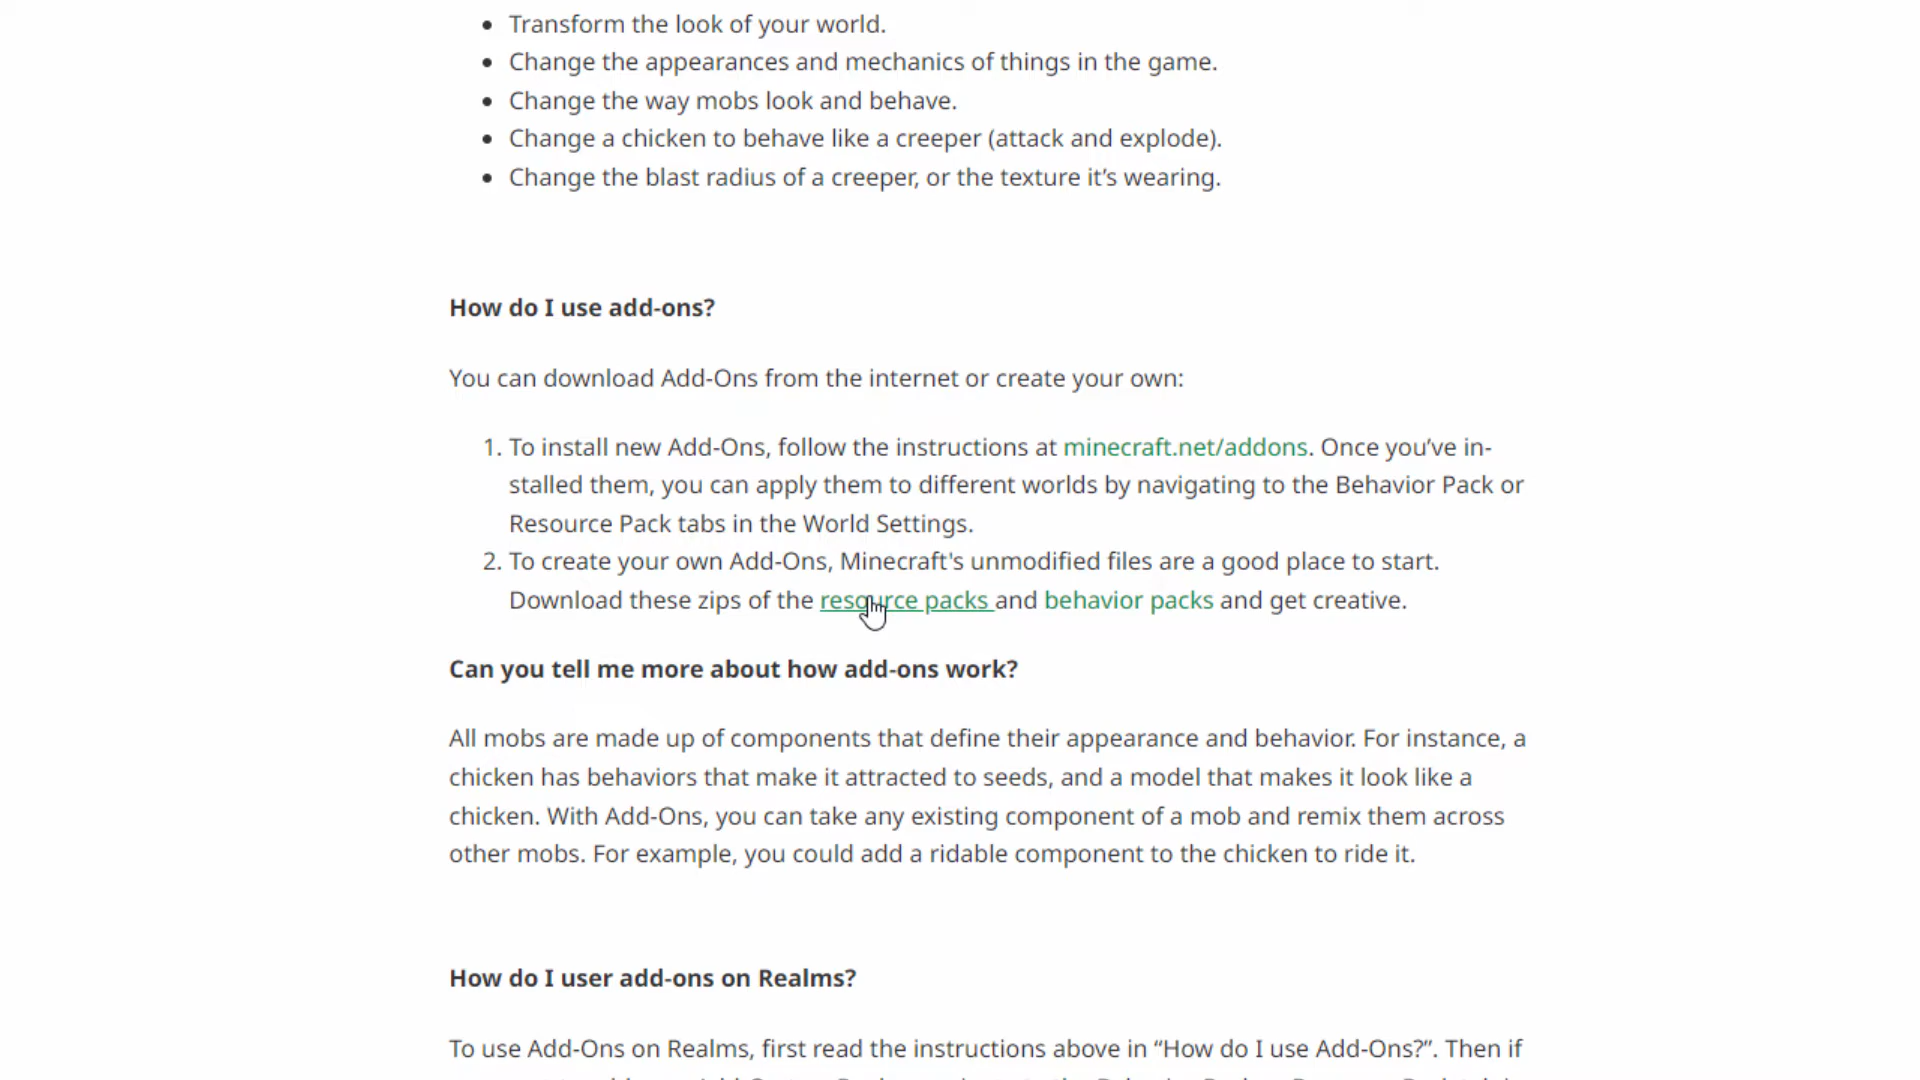 • Transform the look of your world.
• Change the appearances and mechanics of things in the game.
• Change the way mobs look and behave.
• Change a chicken to behave like a creeper (attack and explode).
• Change the blast radius of a creeper, or the texture it’s wearing.
How do I use add-ons?
You can download Add-Ons from the internet or create your own:
1. To install new Add-Ons, follow the instructions at minecraft.net/addons. Once you’ve in-
stalled them, you can apply them to different worlds by navigating to the Behavior Pack or
Resource Pack tabs in the World Settings.
2. To create your own Add-Ons, Minecraft's unmodified files are a good place to start.
Download these zips of the resource packs and behavior packs and get creative.
Can you tell me more about how add-ons work?
All mobs are made up of components that define their appearance and behavior. For instance, a
chicken has behaviors that make it attracted to seeds, and a model that makes it look like a
chicken. With Add-Ons, you can take any existing component of a mob and remix them across
other mobs. For example, you could add a ridable component to the chicken to ride it.
How do I user add-ons on Realms?
To use Add-Ons on Realms, first read the instructions above in “How do I use Add-Ons?”. Then if